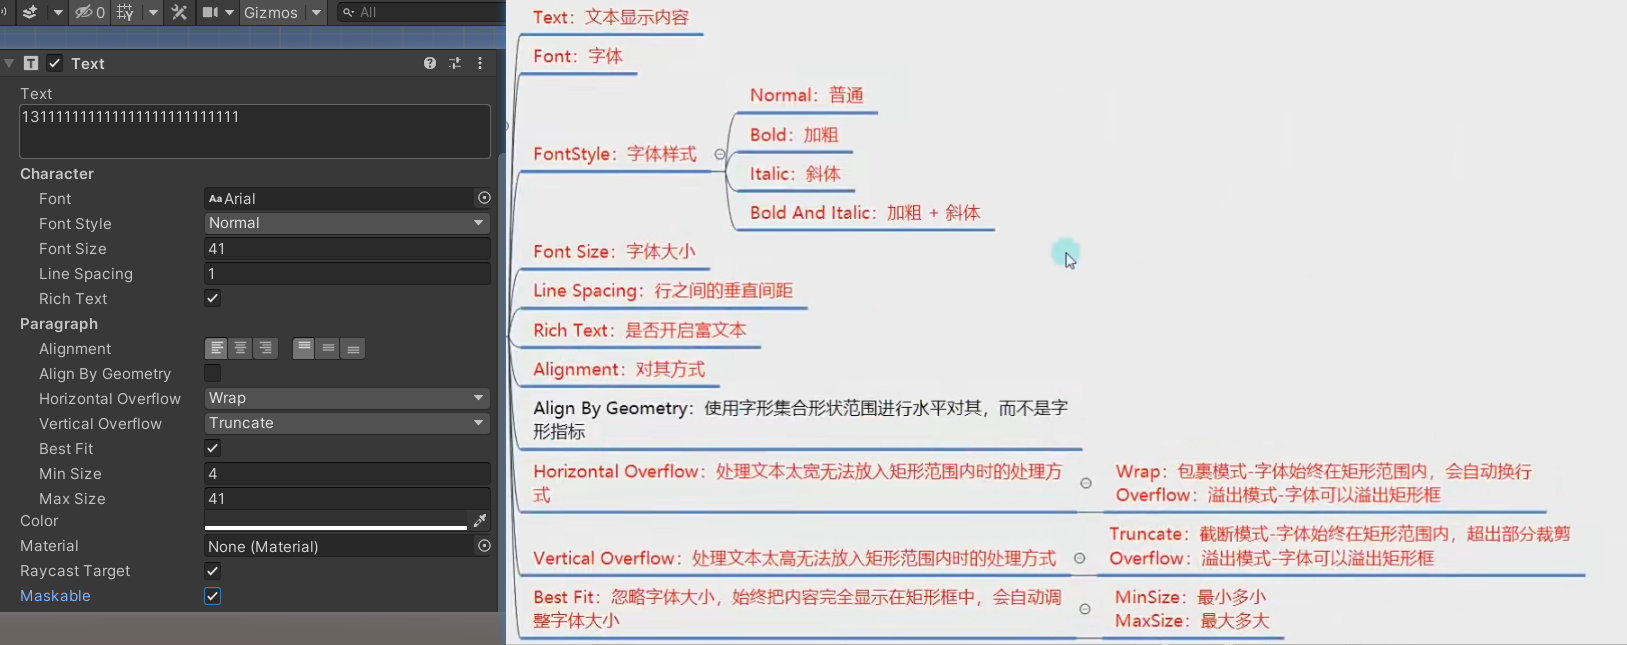 0
Gizmos
All
Text
Text
1311111111111111111111111111
Character
Font
Aa Arial
Font Style
Normal
Font Size
41
Line Spacing
1
Rich Text
Paragraph
Alignment
Align By Geometry
Horizontal Overflow
Wrap
Vertical Overflow
Truncate
Best Fit
Min Size
4
Max Size
41
Color
Material
None (Material)
Raycast Target
Maskable
Text：文本显示内容
Font：字体
FontStyle：字体样式
Normal：普通
Bold：加粗
Italic：斜体
Bold And Italic：加粗 + 斜体
Font Size：字体大小
Line Spacing：行之间的垂直间距
Rich Text：是否开启富文本
Alignment：对其方式
Align By Geometry：使用字形集合形状范围进行水平对其，而不是字
形指标
Horizontal Overflow：处理文本太宽无法放入矩形范围内时的处理方
式
Wrap：包裹模式-字体始终在矩形范围内，会自动换行
Overflow：溢出模式-字体可以溢出矩形框
Vertical Overflow：处理文本太高无法放入矩形范围内时的处理方式
Truncate：截断模式-字体始终在矩形范围内，超出部分裁剪
Overflow：溢出模式-字体可以溢出矩形框
Best Fit：忽略字体大小，始终把内容完全显示在矩形框中，会自动调
整字体大小
MinSize：最小多小
MaxSize：最大多大